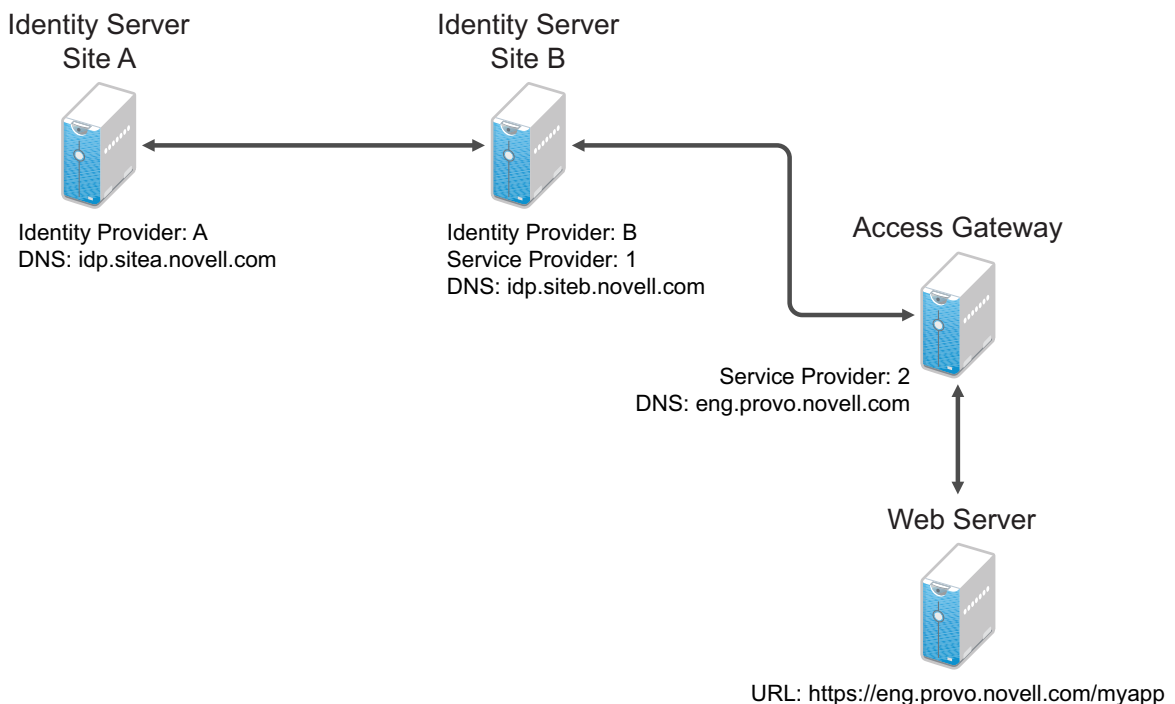 Identity Server
Site A
Identity Server
Site B
Identity Provider: A
DNS: idp.sitea.novell.com
Identity Provider: B
Service Provider: 1
DNS: idp.siteb.novell.com
Access Gateway
Service Provider: 2
DNS: eng.provo.novell.com
Web Server
URL: https://eng.provo.novell.com/myapp